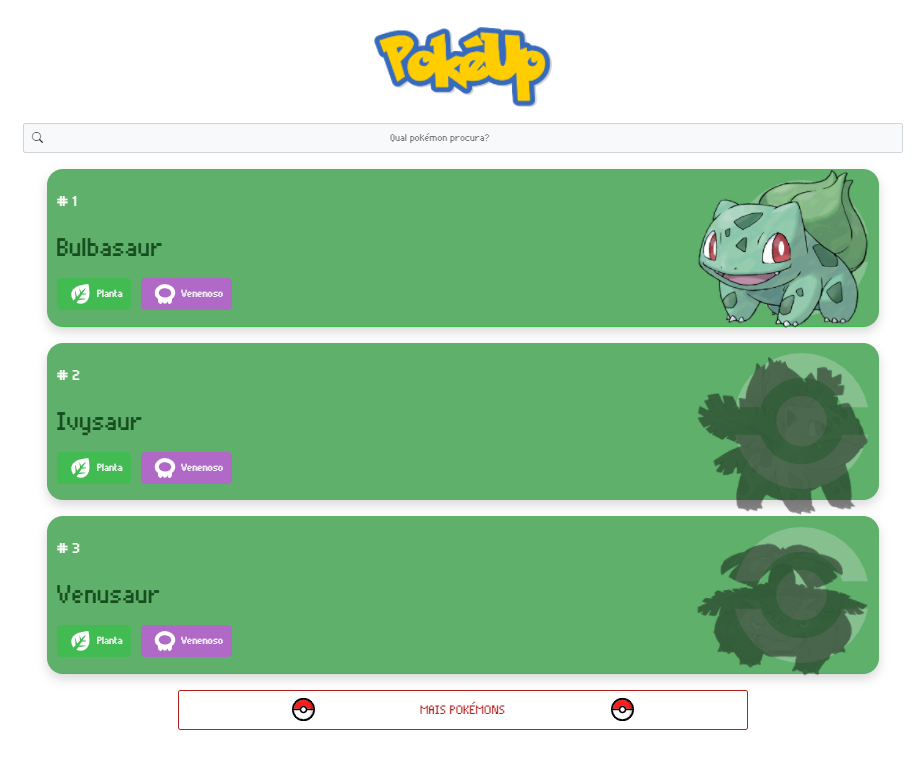 PokéUp
Qual pokémon procura?
# 1
Bulbasaur
Planta Venenoso
# 2
Ivysaur
Planta Venenoso
# 3
Venusaur
Planta Venenoso
MAIS POKÉMONS